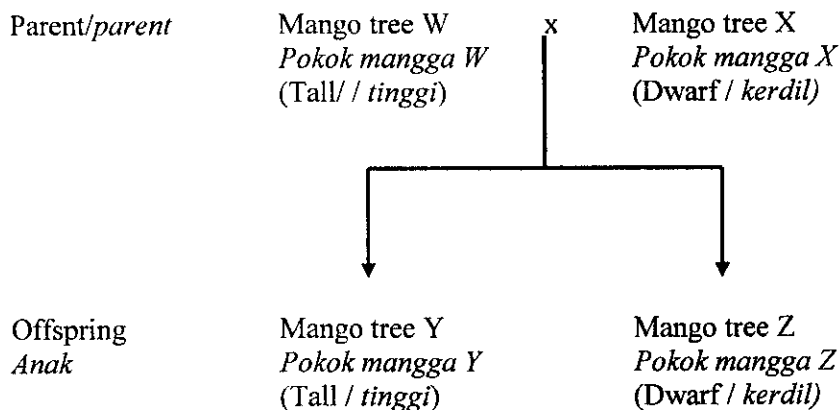 Parent/parent Mango tree W x Mango tree X
Pokok mangga W Pokok mangga X
(Tall/ / tinggi) (Dwarf / kerdil)
Offspring Mango tree Y Mango tree Z
Anak Pokok mangga Y Pokok mangga Z
(Tall / tinggi) (Dwarf / kerdil)